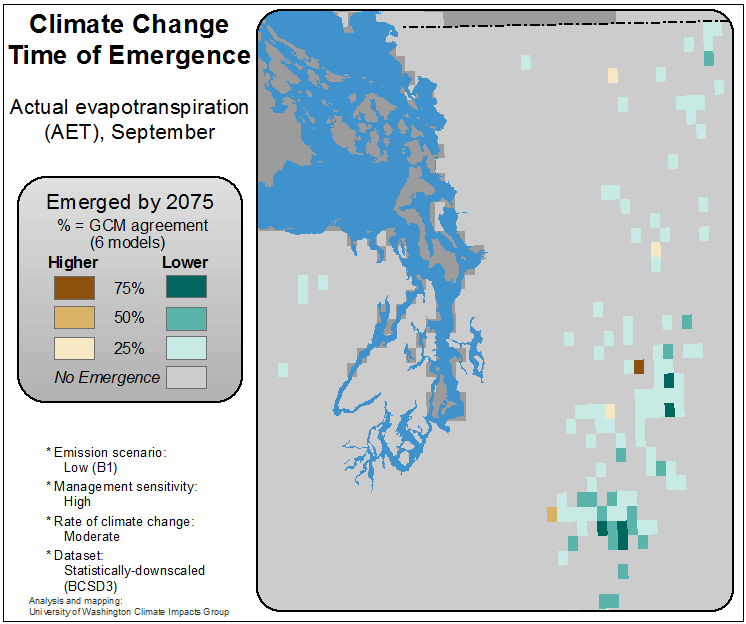 Climate Change
Time of Emergence
Actual evapotranspiration
(AET), September
Emerged by 2075
% = GCM agreement
(6 models)
Higher Lower
75%
50%
25%
No Emergence
* Emission scenario:
Low (B1)
* Management sensitivity:
High
* Rate of climate change:
Moderate
* Dataset:
Statistically-downscaled
(BCSD3)
Analysis and mapping:
University of Washington Climate Impacts Group